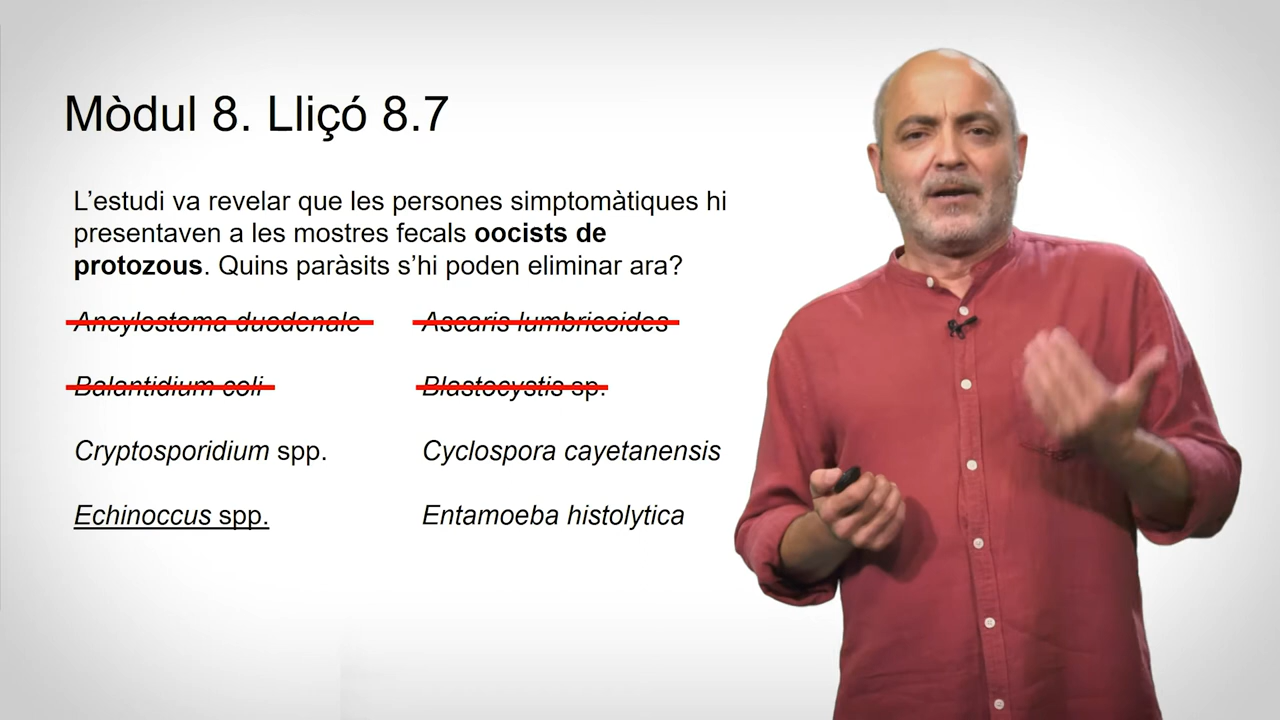 Mòdul 8. Lliçó 8.7
L’estudi va revelar que les persones simptomàtiques hi
presentaven a les mostres fecals oocists de
protozous. Quins paràsits s’hi poden eliminar ara?
Ancylostoma duodenale Ascaris lumbricoides
Balantidium coli Blastocystis sp.
Cryptosporidium spp. Cyclospora cayetanensis
Echinoccus spp. Entamoeba histolytica